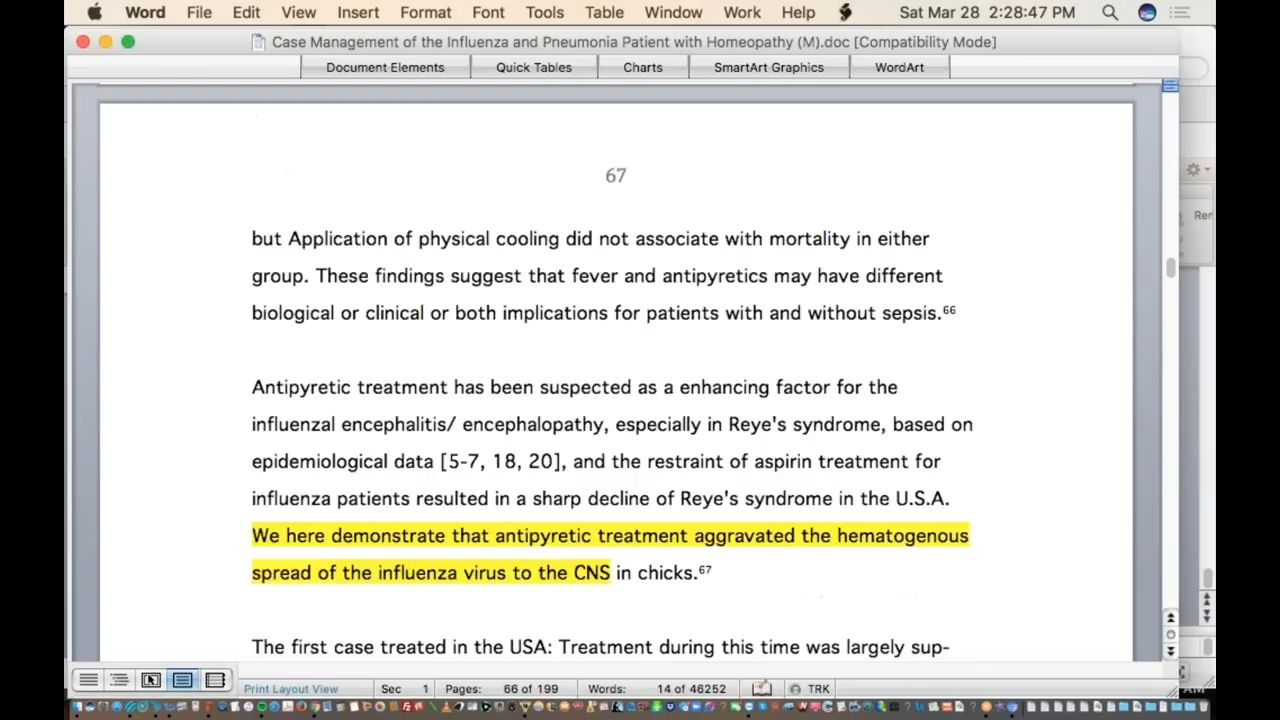 Word File Edit View Insert Format Font Tools Table Window Work Help Sat Mar 28 2:28:47 PM
Case Management of the Influenza and Pneumonia Patient with Homeopathy (M).doc [Compatibility Mode]
Document Elements Quick Tables Charts SmartArt Graphics WordArt
67
but Application of physical cooling did not associate with mortality in either
group. These findings suggest that fever and antipyretics may have different
biological or clinical or both implications for patients with and without sepsis.66
Antipyretic treatment has been suspected as a enhancing factor for the
influenzal encephalitis/ encephalopathy, especially in Reye's syndrome, based on
epidemiological data [5-7, 18, 20], and the restraint of aspirin treatment for
influenza patients resulted in a sharp decline of Reye's syndrome in the U.S.A.
We here demonstrate that antipyretic treatment aggravated the hematogenous
spread of the influenza virus to the CNS in chicks.67
The first case treated in the USA: Treatment during this time was largely sup-
Print Layout View Sec 1 Pages: 66 of 199 Words: 14 of 46252 TRK